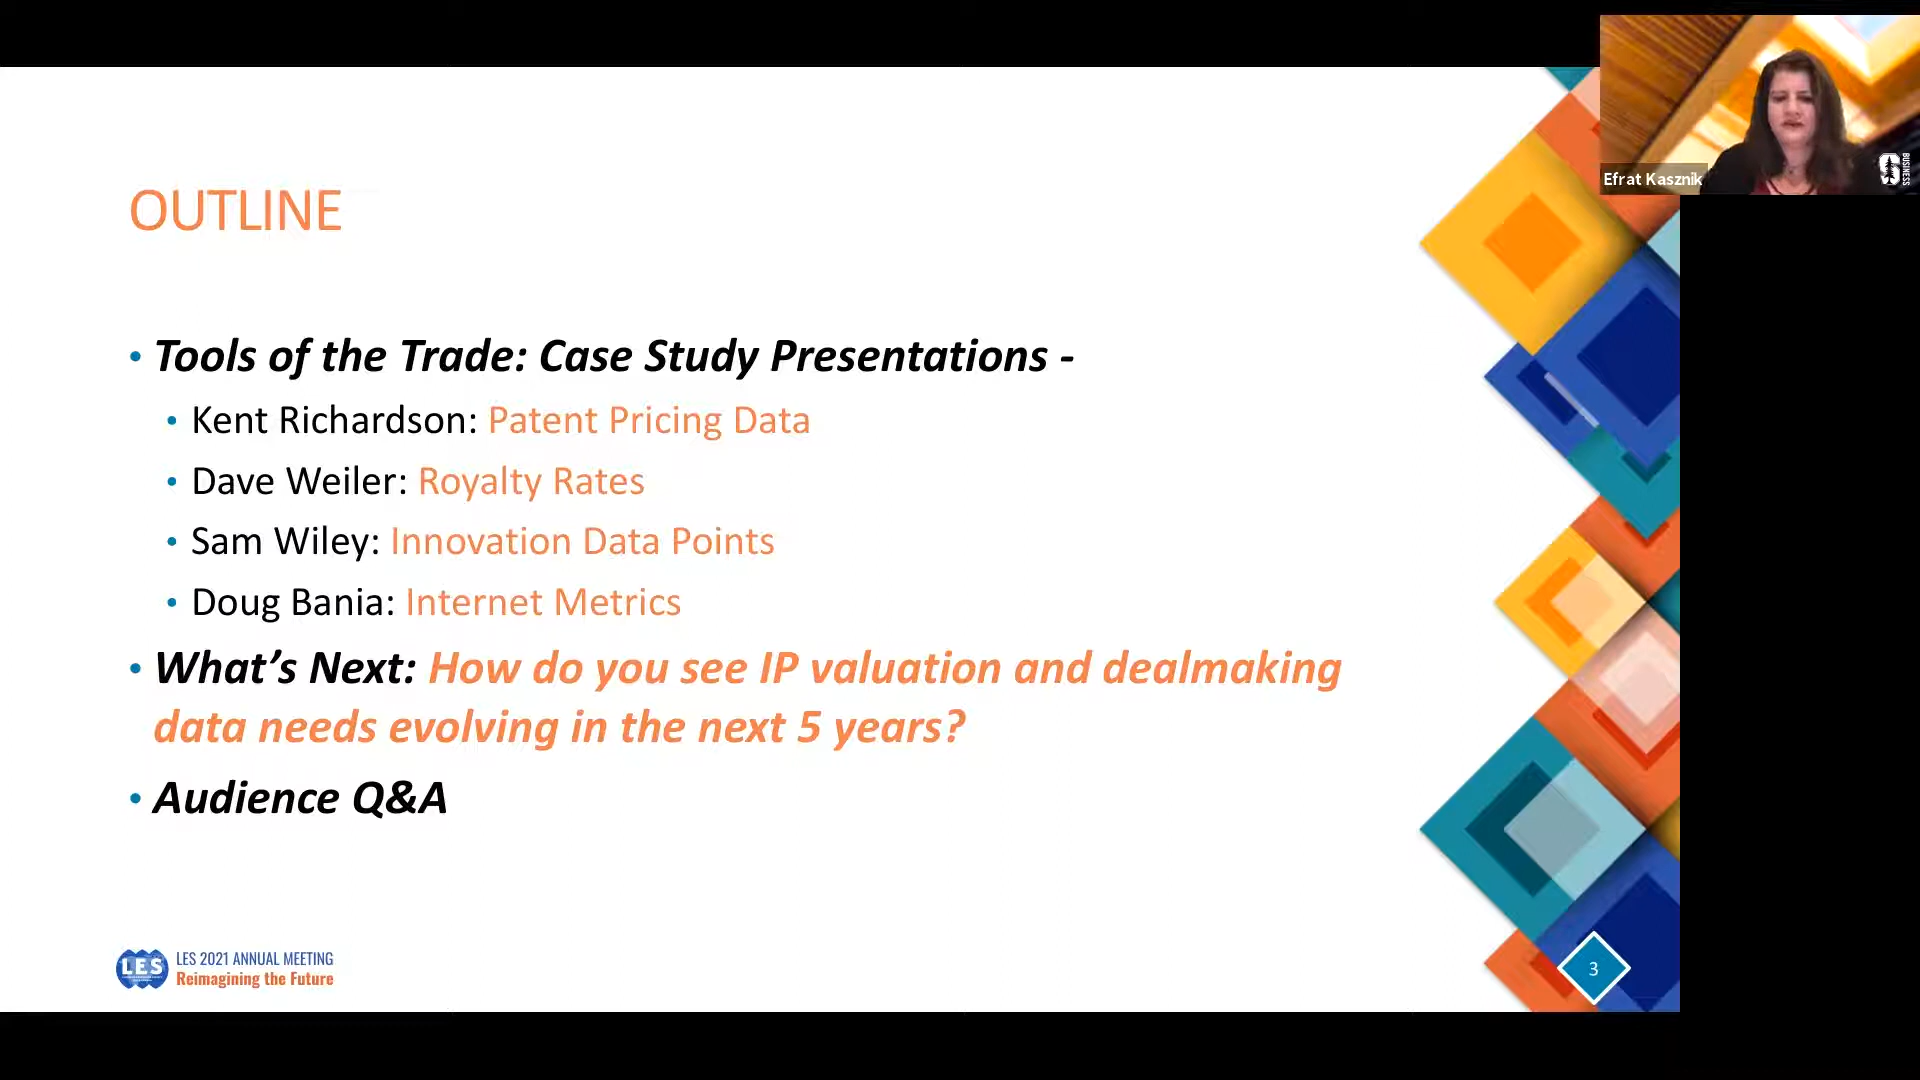 Efrat Kasznik
S
BUSINESS
OUTLINE
• Tools of the Trade: Case Study Presentations -
• Kent Richardson: Patent Pricing Data
• Dave Weiler: Royalty Rates
• Sam Wiley: Innovation Data Points
• Doug Bania: Internet Metrics
• What’s Next: How do you see IP valuation and dealmaking
data needs evolving in the next 5 years?
• Audience Q&A
LES
LES 2021 ANNUAL MEETING
Reimagining the Future
3